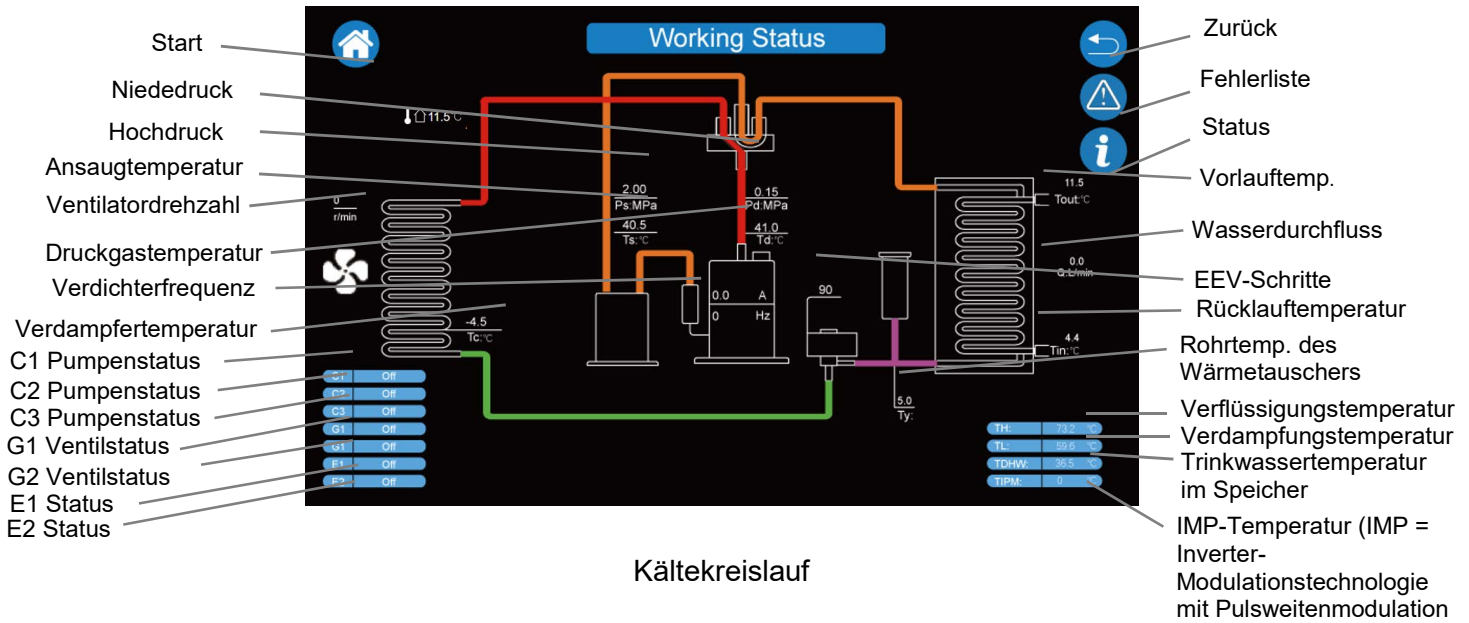 Start
Niededruck
Hochdruck
Ansaugtemperatur
Ventilatordrehzahl
Druckgastemperatur
Verdichterfrequenz
Verdampfertemperatur
C1 Pumpenstatus
C2 Pumpenstatus
C3 Pumpenstatus
G1 Ventilstatus
G2 Ventilstatus
E1 Status
E2 Status
Working Status
11.5℃
0
r/min
2.00
Ps:MPa
40.5
Ts:℃
0.15
Pd:MPa
41.0
Td:℃
0.0 A
0 Hz
90
-4.5
Tc:℃
5.0
Ty:
11.5
Tout:℃
0.0
Q:L/min
4.4
Tin:℃
C1 Off
C2 Off
C3 Off
G1 Off
G1 Off
E1 Off
E2 Off
TH: 73.2 ℃
TL: 59.6 ℃
TDHW: 36.5 ℃
TIPM: 0 ℃
Zurück
Fehlerliste
Status
Vorlauftemp.
Wasserdurchfluss
EEV-Schritte
Rücklauftemperatur
Rohrtemp. des
Wärmetauschers
Verflüssigungstemperatur
Verdampfungstemperatur
Trinkwassertemperatur
im Speicher
IMP-Temperatur (IMP =
Inverter-
Modulationstechnologie
mit Pulsweitenmodulation
Kältekreislauf